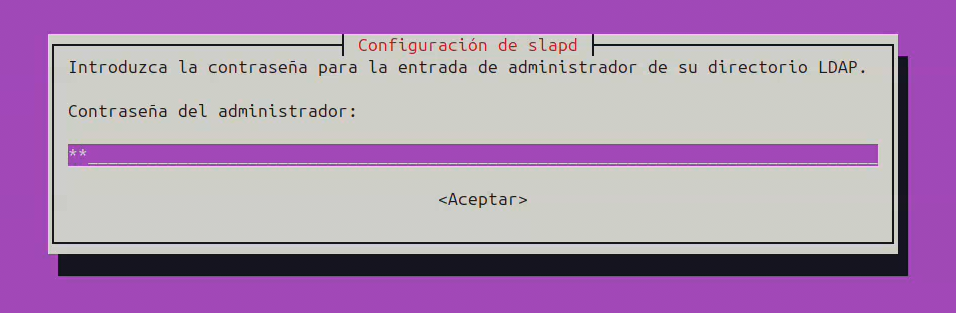 Configuración de slapd
Introduzca la contraseña para la entrada de administrador de su directorio LDAP.
Contraseña del administrador:
**
<Aceptar>